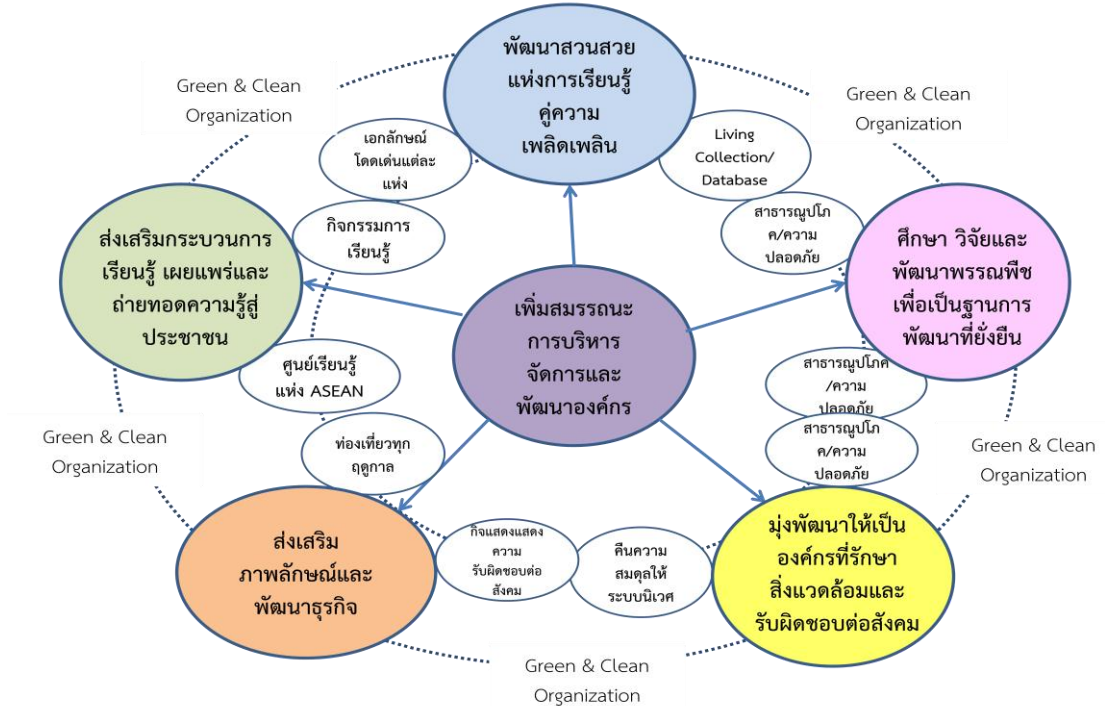 พัฒนาสวนสวย
แห่งการเรียนรู้
คู่ความ
เพลิดเพลิน
Green & Clean
Organization
Green & Clean
Organization
เอกลักษณ์
โดดเด่นแต่ละ
แห่ง
Living
Collection/
Database
กิจกรรมการ
เรียนรู้
สาธารณูปโภ
ค/ความ
ปลอดภัย
ส่งเสริมกระบวนการ
เรียนรู้ เผยแพร่และ
ถ่ายทอดความรู้สู่
ประชาชน
ศึกษา วิจัยและ
พัฒนาพรรณพืช
เพื่อเป็นฐานการ
พัฒนาที่ยั่งยืน
เพิ่มสมรรถนะ
การบริหาร
จัดการและ
พัฒนาองค์กร
ศูนย์เรียนรู้
แห่ง ASEAN
สาธารณูปโภค
/ความ
ปลอดภัย
ท่องเที่ยวทุก
ฤดูกาล
สาธารณูปโภ
ค/ความ
ปลอดภัย
Green & Clean
Organization
Green & Clean
Organization
ส่งเสริม
ภาพลักษณ์และ
พัฒนาธุรกิจ
กิจแสดงแสดง
ความ
รับผิดชอบต่อ
สังคม
คืนความ
สมดุลให้
ระบบนิเวศ
มุ่งพัฒนาให้เป็น
องค์กรที่รักษา
สิ่งแวดล้อมและ
รับผิดชอบต่อสังคม
Green & Clean
Organization